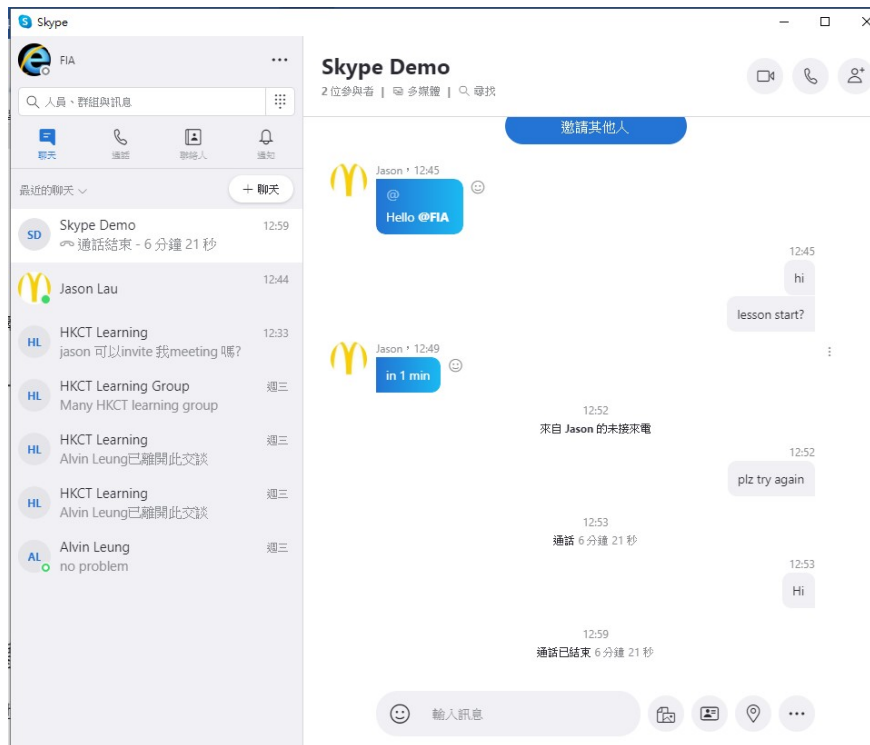 Skype
FIA
人員、群組與訊息
聊天
通話
聯絡人
通知
最近的聊天
+ 聊天
SD
Skype Demo
12:59
通話結束 - 6 分鐘 21 秒
Jason Lau
12:44
HL
HKCT Learning
12:33
jason 可以invite 我meeting 嗎?
HL
HKCT Learning Group
週三
Many HKCT learning group
HL
HKCT Learning
週三
Alvin Leung已離開此交談
HL
HKCT Learning
週三
Alvin Leung已離開此交談
AL
Alvin Leung
週三
no problem
Skype Demo
2 位參與者 | 多媒體 | 尋找
邀請其他人
Jason，12:45
@
Hello @FIA
12:45
hi
lesson start?
Jason，12:49
in 1 min
12:52
來自 Jason 的未接來電
12:52
plz try again
12:53
通話 6 分鐘 21 秒
12:53
Hi
12:59
通話已結束 6 分鐘 21 秒
輸入訊息